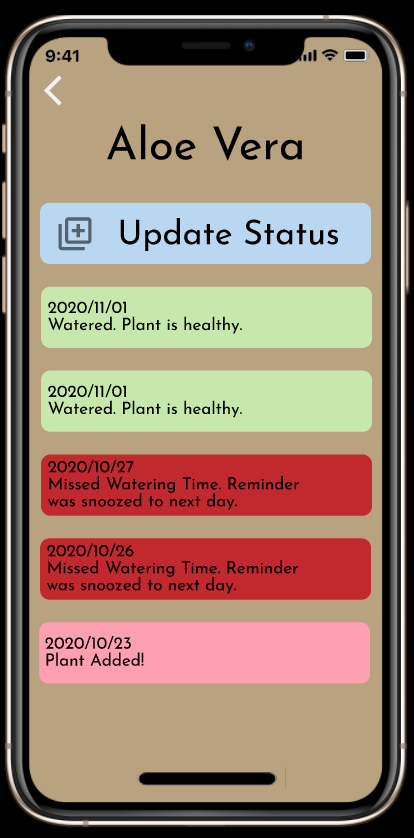 9:41
Aloe Vera
Update Status
2020/11/01
Watered. Plant is healthy.
2020/11/01
Watered. Plant is healthy.
2020/10/27
Missed Watering Time. Reminder
was snoozed to next day.
2020/10/26
Missed Watering Time. Reminder
was snoozed to next day.
2020/10/23
Plant Added!